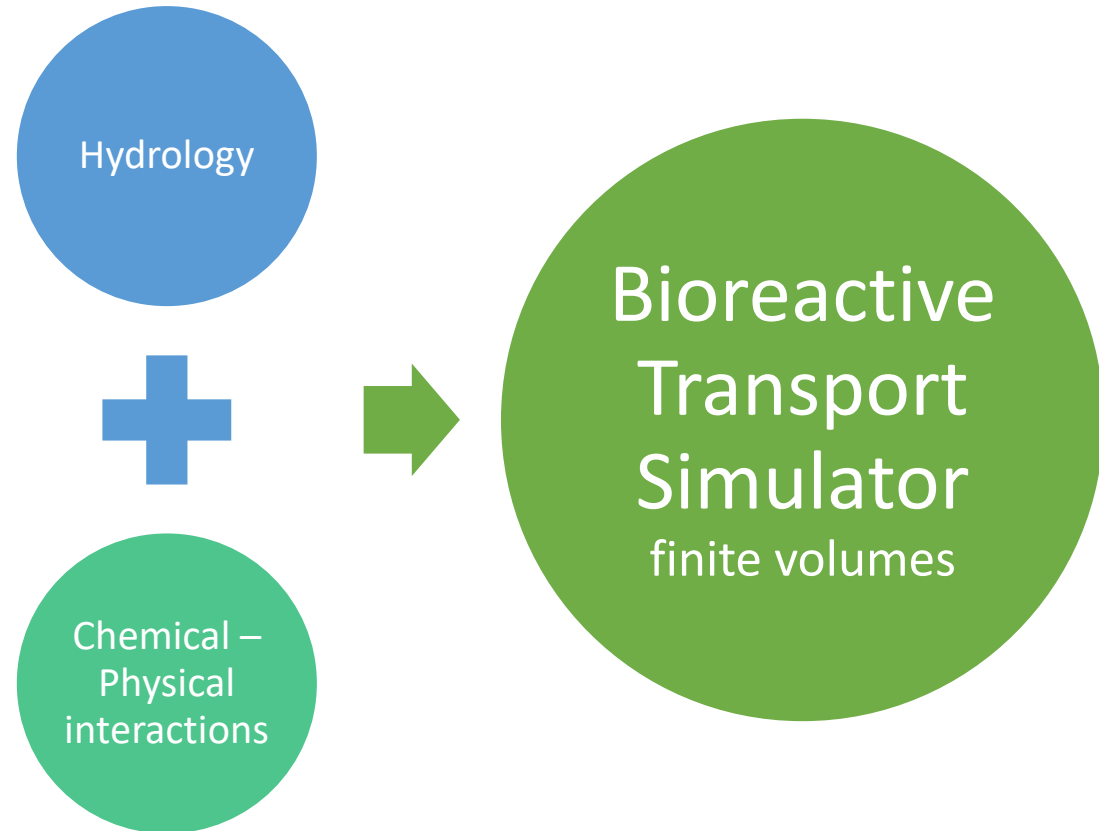 Hydrology
Chemical –
Physical
interactions
Bioreactive
Transport
Simulator
finite volumes